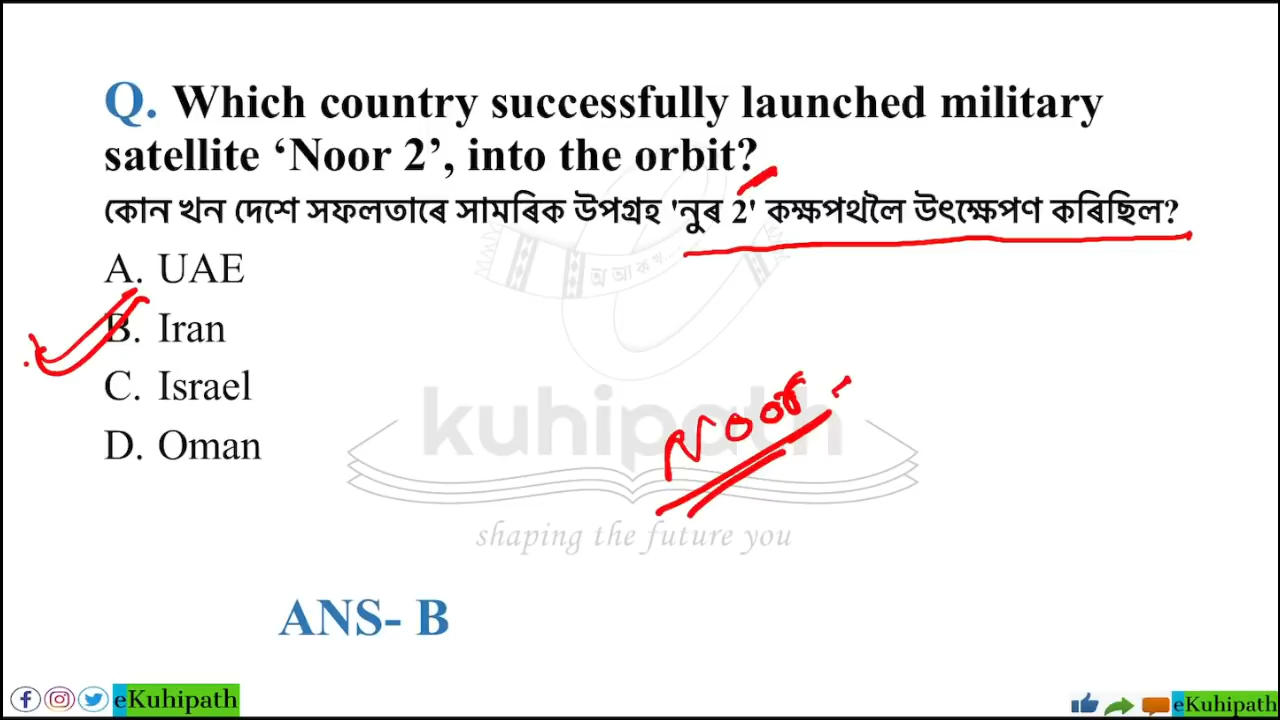 Q. Which country successfully launched military
satellite ‘Noor 2’, into the orbit?
কোন খন দেশে সফলতাৰে সামৰিক উপগ্ৰহ 'নুৰ 2' কক্ষপথলৈ উৎক্ষেপণ কৰিছিল?
অ আ ক খ...
A. UAE
B. Iran
C. Israel
D. Oman
Noor
kuhipath
shaping the future you
ANS- B
eKuhipath
eKuhipath